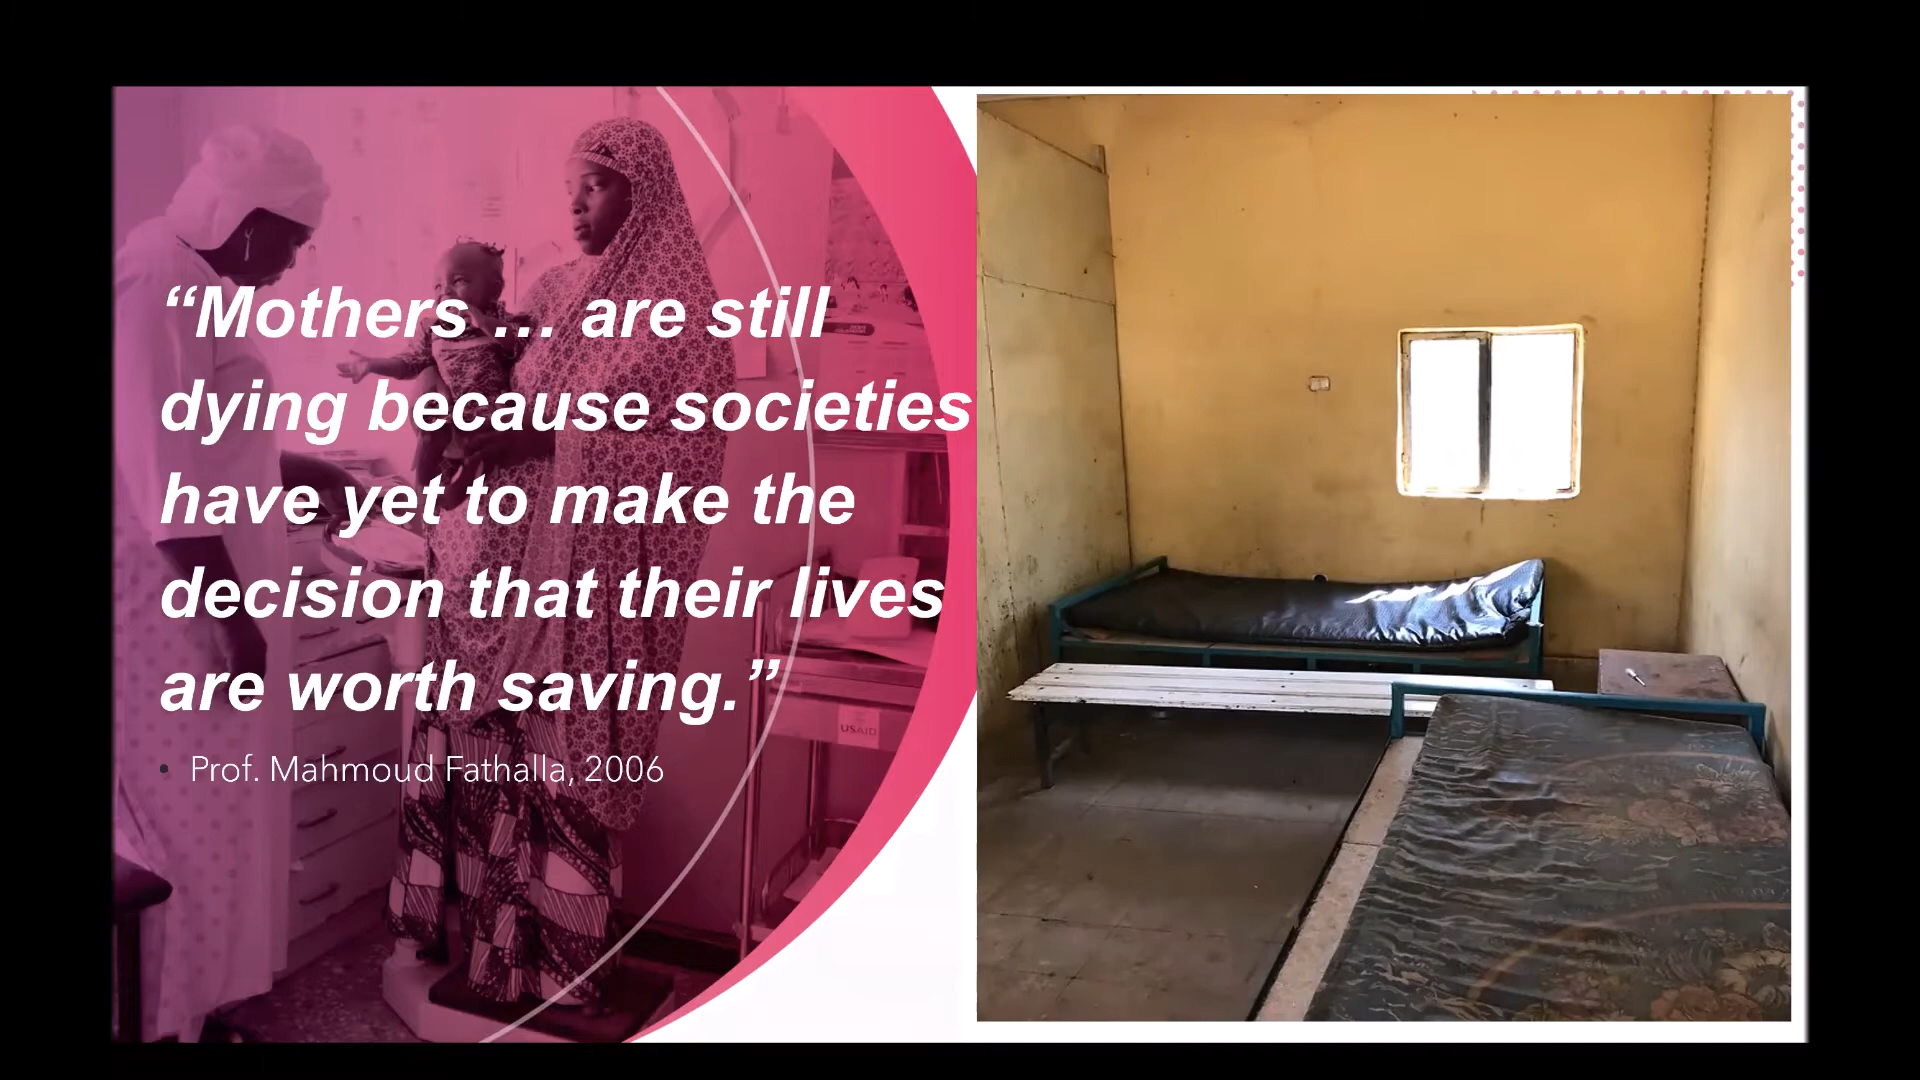 “Mothers … are still
dying because societies
have yet to make the
decision that their lives
are worth saving.”
• Prof. Mahmoud Fathalla, 2006
USAID